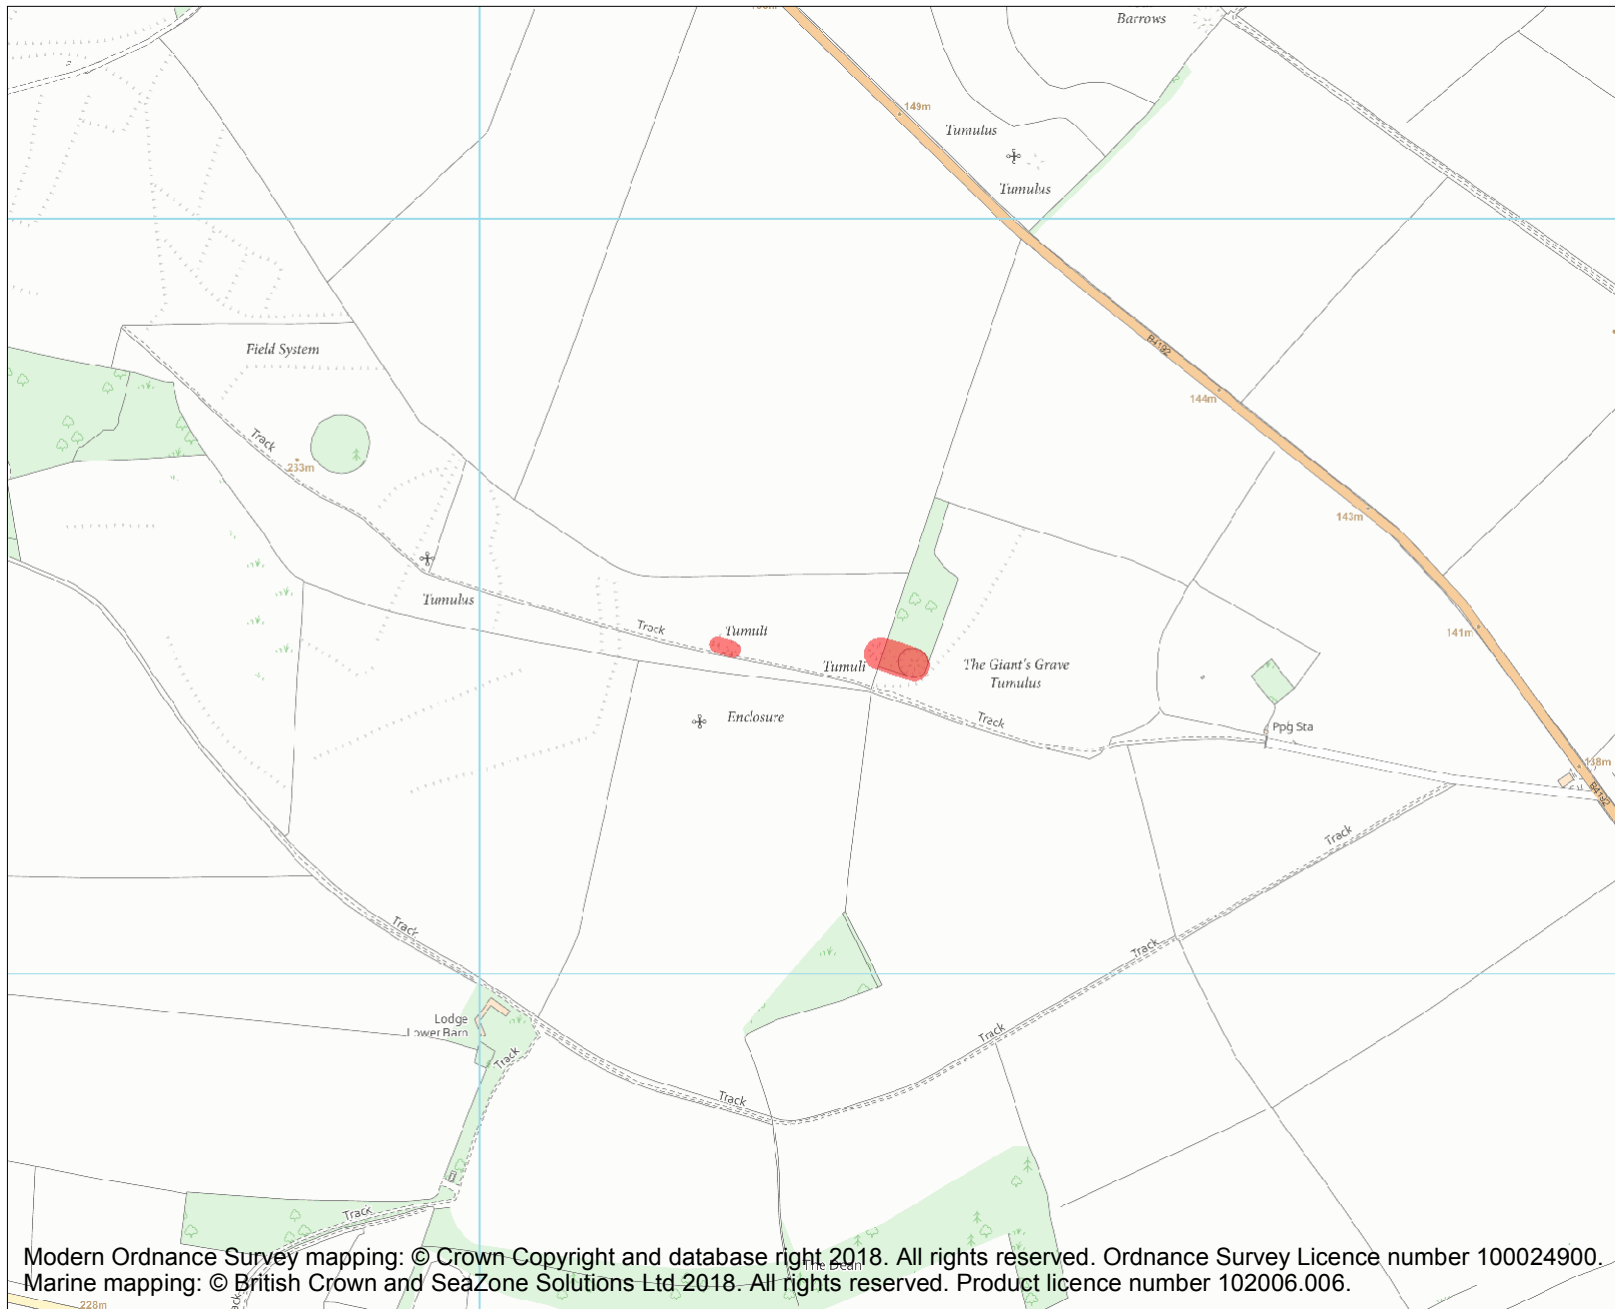 Barrows
149m
Tumulus
Tumulus
B4192
Field System
144m
Track
233m
143m
Tumulus
Track
Tumuli
141m
Tumuli
The Giant's Grave
Tumulus
Enclosure
Track
Ppg Sta
138m
B4192
Track
Track
Track
Lodge
Lower Barn
Track
Track
Track
Track
The Dean
Modern Ordnance Survey mapping: © Crown Copyright and database right 2018. All rights reserved. Ordnance Survey Licence number 100024900.
Marine mapping: © British Crown and SeaZone Solutions Ltd 2018. All rights reserved. Product licence number 102006.006.
Track
228m